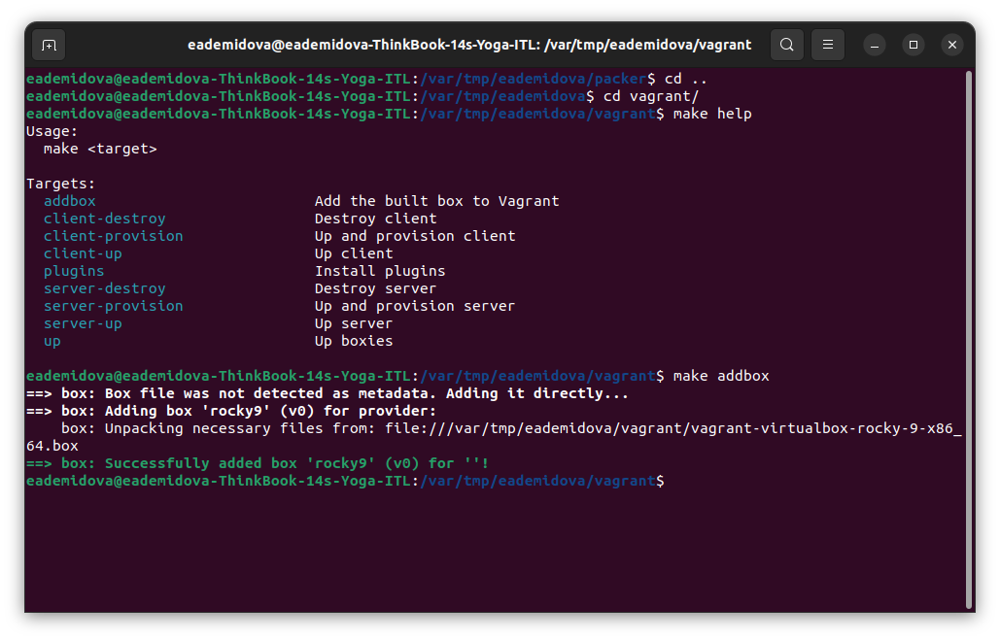 eademidova@eademidova-ThinkBook-14s-Yoga-ITL: /var/tmp/eademidova/vagrant
eademidova@eademidova-ThinkBook-14s-Yoga-ITL:/var/tmp/eademidova/packer$ cd ..
eademidova@eademidova-ThinkBook-14s-Yoga-ITL:/var/tmp/eademidova$ cd vagrant/
eademidova@eademidova-ThinkBook-14s-Yoga-ITL:/var/tmp/eademidova/vagrant$ make help
Usage:
  make <target>
Targets:
  addbox                         Add the built box to Vagrant
  client-destroy                 Destroy client
  client-provision               Up and provision client
  client-up                      Up client
  plugins                        Install plugins
  server-destroy                 Destroy server
  server-provision               Up and provision server
  server-up                      Up server
  up                             Up boxies
eademidova@eademidova-ThinkBook-14s-Yoga-ITL:/var/tmp/eademidova/vagrant$ make addbox
==> box: Box file was not detected as metadata. Adding it directly...
==> box: Adding box 'rocky9' (v0) for provider:
    box: Unpacking necessary files from: file:///var/tmp/eademidova/vagrant/vagrant-virtualbox-rocky-9-x86_
64.box
==> box: Successfully added box 'rocky9' (v0) for ''!
eademidova@eademidova-ThinkBook-14s-Yoga-ITL:/var/tmp/eademidova/vagrant$